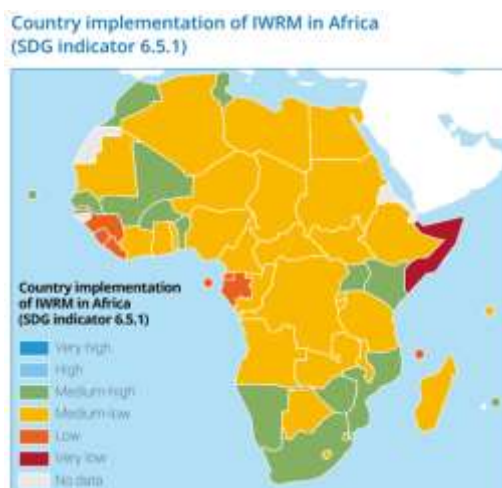 Country implementation of IWRM in Africa
(SDG indicator 6.5.1)
Country implementation
of IWRM in Africa
(SDG indicator 6.5.1)
Very high
High
Medium-high
Medium-low
Low
Very low
No data